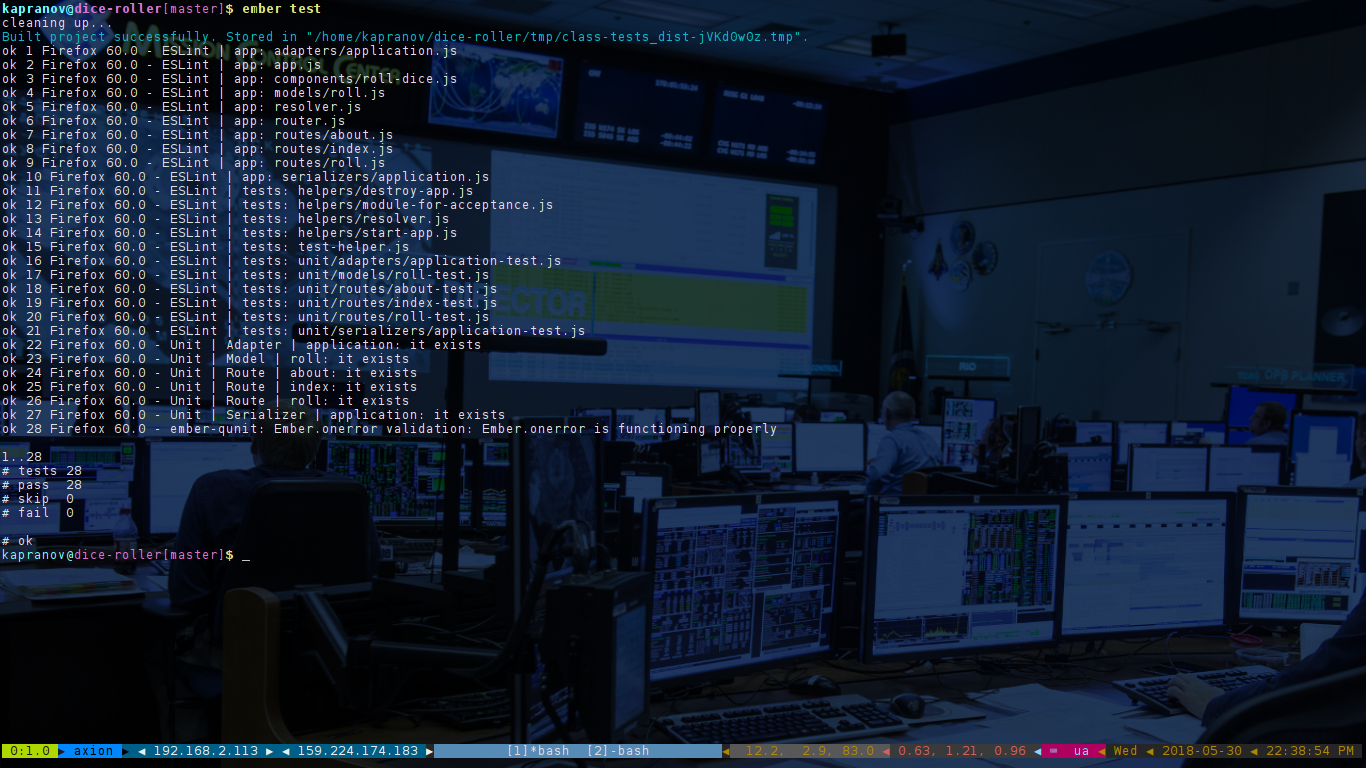 kapranov@dice-roller[master]$ ember test
cleaning up...
Built project successfully. Stored in "/home/kapranov/dice-roller/tmp/class-tests_dist-jVKdOwOz.tmp".
ok 1 Firefox 60.0 - ESLint | app: adapters/application.js
ok 2 Firefox 60.0 - ESLint | app: app.js
ok 3 Firefox 60.0 - ESLint | app: components/roll-dice.js
ok 4 Firefox 60.0 - ESLint | app: models/roll.js
ok 5 Firefox 60.0 - ESLint | app: resolver.js
ok 6 Firefox 60.0 - ESLint | app: router.js
ok 7 Firefox 60.0 - ESLint | app: routes/about.js
ok 8 Firefox 60.0 - ESLint | app: routes/index.js
ok 9 Firefox 60.0 - ESLint | app: routes/roll.js
ok 10 Firefox 60.0 - ESLint | app: serializers/application.js
ok 11 Firefox 60.0 - ESLint | tests: helpers/destroy-app.js
ok 12 Firefox 60.0 - ESLint | tests: helpers/module-for-acceptance.js
ok 13 Firefox 60.0 - ESLint | tests: helpers/resolver.js
ok 14 Firefox 60.0 - ESLint | tests: helpers/start-app.js
ok 15 Firefox 60.0 - ESLint | tests: test-helper.js
ok 16 Firefox 60.0 - ESLint | tests: unit/adapters/application-test.js
ok 17 Firefox 60.0 - ESLint | tests: unit/models/roll-test.js
ok 18 Firefox 60.0 - ESLint | tests: unit/routes/about-test.js
ok 19 Firefox 60.0 - ESLint | tests: unit/routes/index-test.js
ok 20 Firefox 60.0 - ESLint | tests: unit/routes/roll-test.js
ok 21 Firefox 60.0 - ESLint | tests: unit/serializers/application-test.js
ok 22 Firefox 60.0 - Unit | Adapter | application: it exists
ok 23 Firefox 60.0 - Unit | Model | roll: it exists
ok 24 Firefox 60.0 - Unit | Route | about: it exists
ok 25 Firefox 60.0 - Unit | Route | index: it exists
ok 26 Firefox 60.0 - Unit | Route | roll: it exists
ok 27 Firefox 60.0 - Unit | Serializer | application: it exists
ok 28 Firefox 60.0 - ember-qunit: Ember.onerror validation: Ember.onerror is functioning properly
1..28
# tests 28
# pass 28
# skip 0
# fail 0
# ok
kapranov@dice-roller[master]$ _
MISSION CONTROL CENTER
GMT
RIO
OPS PLANNER
0:1.0 axion 192.168.2.113 159.224.174.183 [1]*bash [2]-bash 12.2, 2.9, 83.0 0.63, 1.21, 0.96 ua Wed 2018-05-30 22:38:54 PM